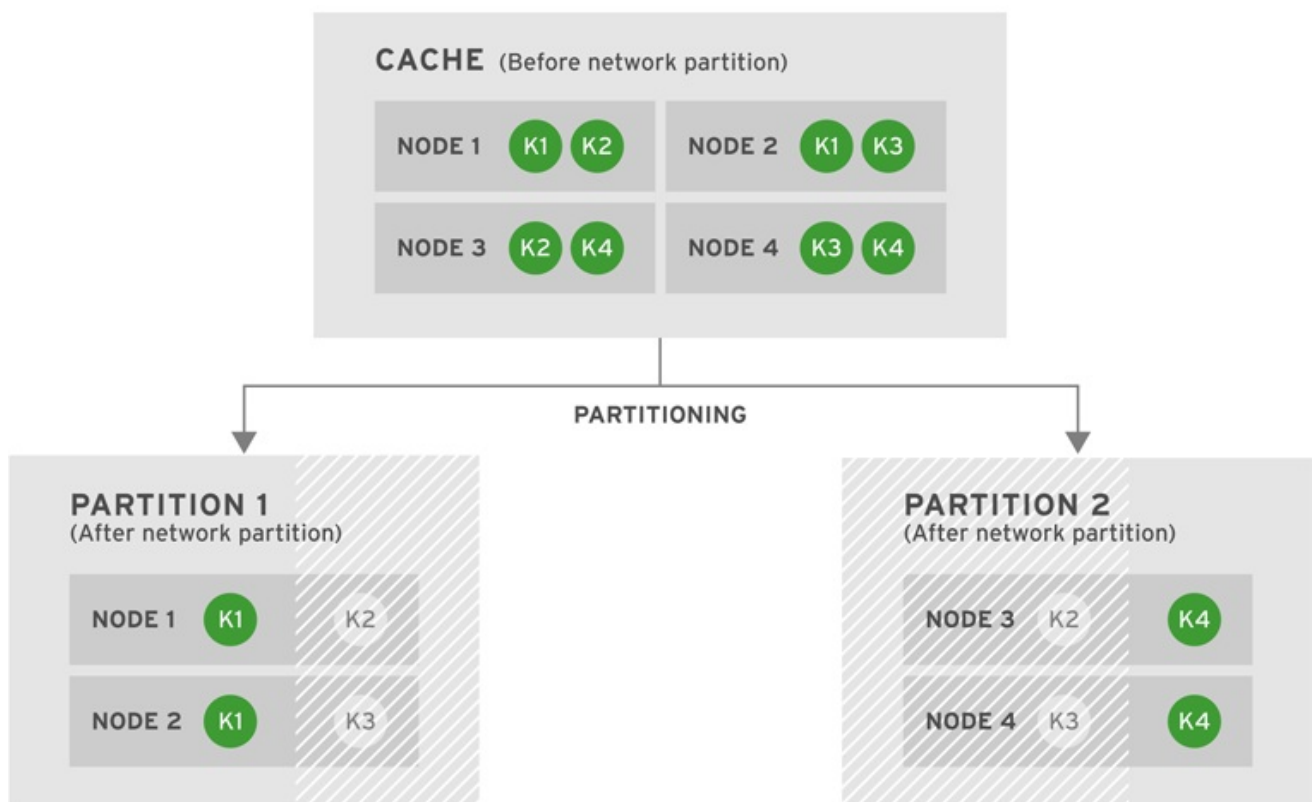 CACHE (Before network partition)
NODE 1 K1 K2
NODE 2 K1 K3
NODE 3 K2 K4
NODE 4 K3 K4
PARTITIONING
PARTITION 1
(After network partition)
NODE 1 K1 K2
NODE 2 K1 K3
PARTITION 2
(After network partition)
NODE 3 K2 K4
NODE 4 K3 K4